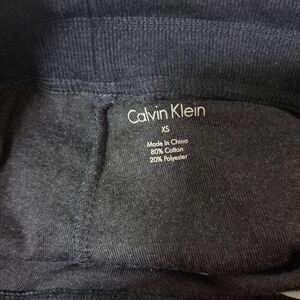 Calvin Klein
XS
Made In China
80% Cotton
20% Polyester